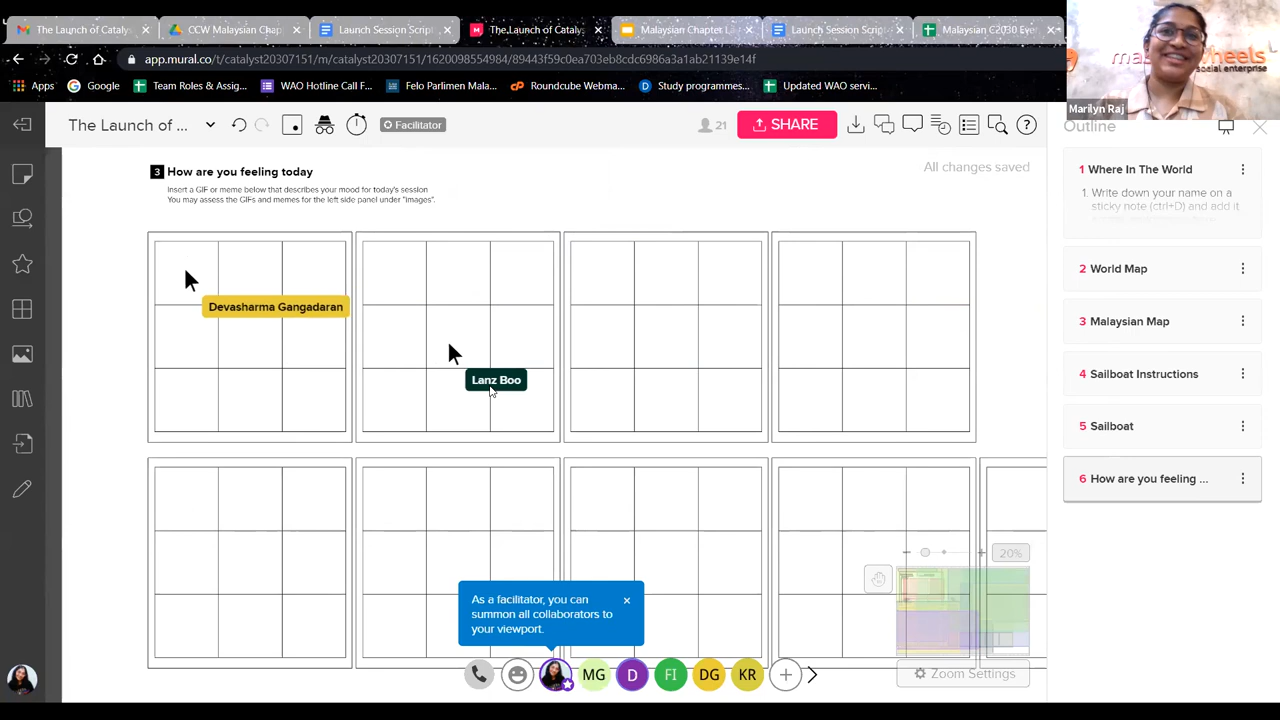 The Launch of Cataly
CCW Malaysian Chap
Launch Session Script
The Launch of Catalys
Malaysian Chapter L
Launch Session Scrip
Malaysian C2030 Eve
app.mural.co/t/catalyst20307151/m/catalyst20307151/1620098554984/89443f59c0ea703eb8cdc6986a3a1ab21139e14f
Apps
Google
Team Roles & Assig...
WAO Hotline Call F...
Felo Parlimen Mala...
Roundcube Webma...
Study programmes...
Updated WAO servi...
wheels
social enterprise
Marilyn Raj
The Launch of ...
Facilitator
21
SHARE
Outline
All changes saved
3 How are you feeling today
Insert a GIF or meme below that describes your mood for today's session
You may assess the GIFs and memes for the left side panel under "Images".
Devasharma Gangadaran
Lanz Boo
1 Where In The World
1. Write down your name on a
sticky note (ctrl+D) and add it
2 World Map
3 Malaysian Map
4 Sailboat Instructions
5 Sailboat
6 How are you feeling ...
20%
As a facilitator, you can
summon all collaborators to
your viewport.
MG
D
FI
DG
KR
Zoom Settings